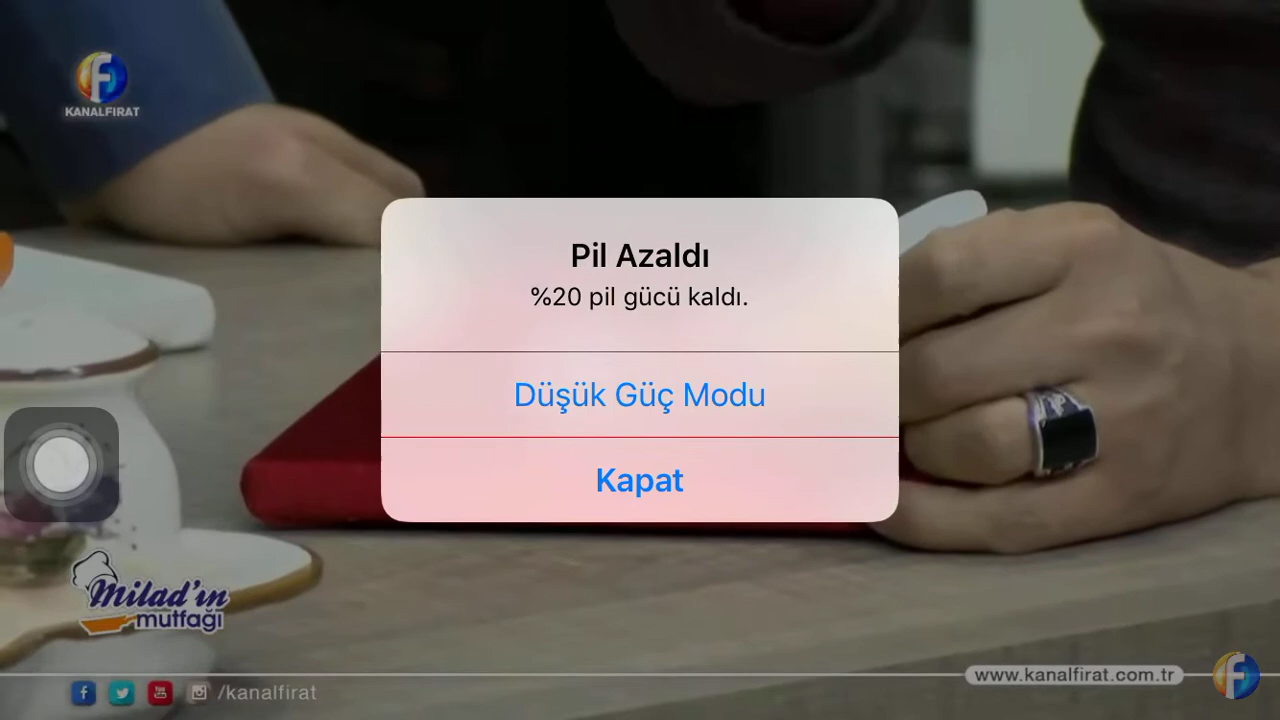 KANALFIRAT
Pil Azaldı
%20 pil gücü kaldı.
Düşük Güç Modu
Kapat
Milad'ın
mutfağı
www.kanalfirat.com.tr
/kanalfirat